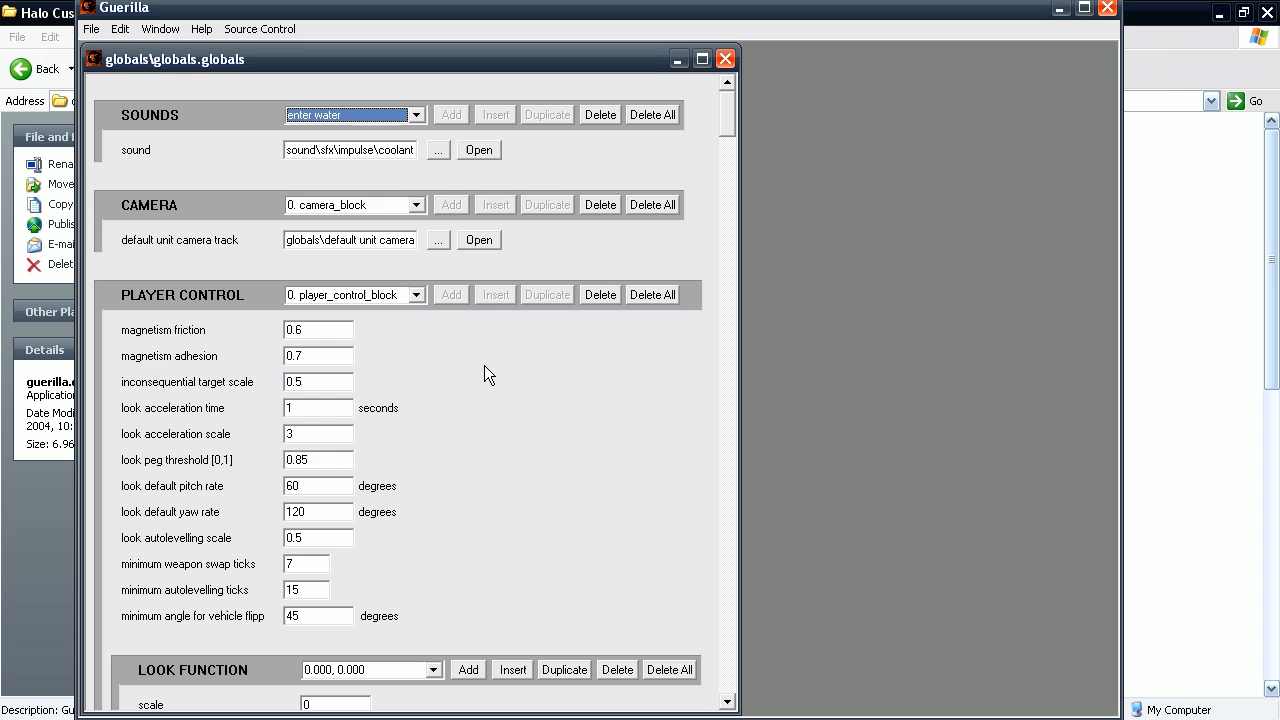 Halo Cus
Guerilla
File Edit
File Edit Window Help Source Control
Back
globals\globals.globals
Address
Go
SOUNDS enter water Add Insert Duplicate Delete Delete All
sound sound\sfx\impulse\coolant ... Open
File and
Rena
Move
Copy
Publis
E-ma
Delet
CAMERA 0. camera_block Add Insert Duplicate Delete Delete All
default unit camera track globals\default unit camera ... Open
PLAYER CONTROL 0. player_control_block Add Insert Duplicate Delete Delete All
Other Pla
magnetism friction 0.6
Details
magnetism adhesion 0.7
guerilla.
Applicatio
Date Modi
2004, 10:
Size: 6.96
inconsequential target scale 0.5
look acceleration time 1 seconds
look acceleration scale 3
look peg threshold [0,1] 0.85
look default pitch rate 60 degrees
look default yaw rate 120 degrees
look autolevelling scale 0.5
minimum weapon swap ticks 7
minimum autolevelling ticks 15
minimum angle for vehicle flipp 45 degrees
LOOK FUNCTION 0.000, 0.000 Add Insert Duplicate Delete Delete All
scale 0
Description: Gu
My Computer